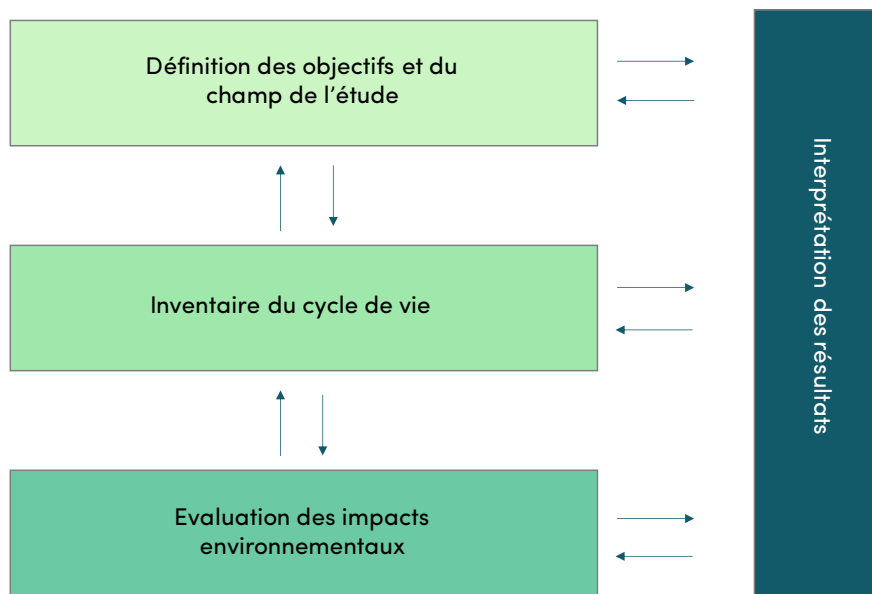 Définition des objectifs et du
champ de l'étude
Inventaire du cycle de vie
Evaluation des impacts
environnementaux
Interprétation des résultats